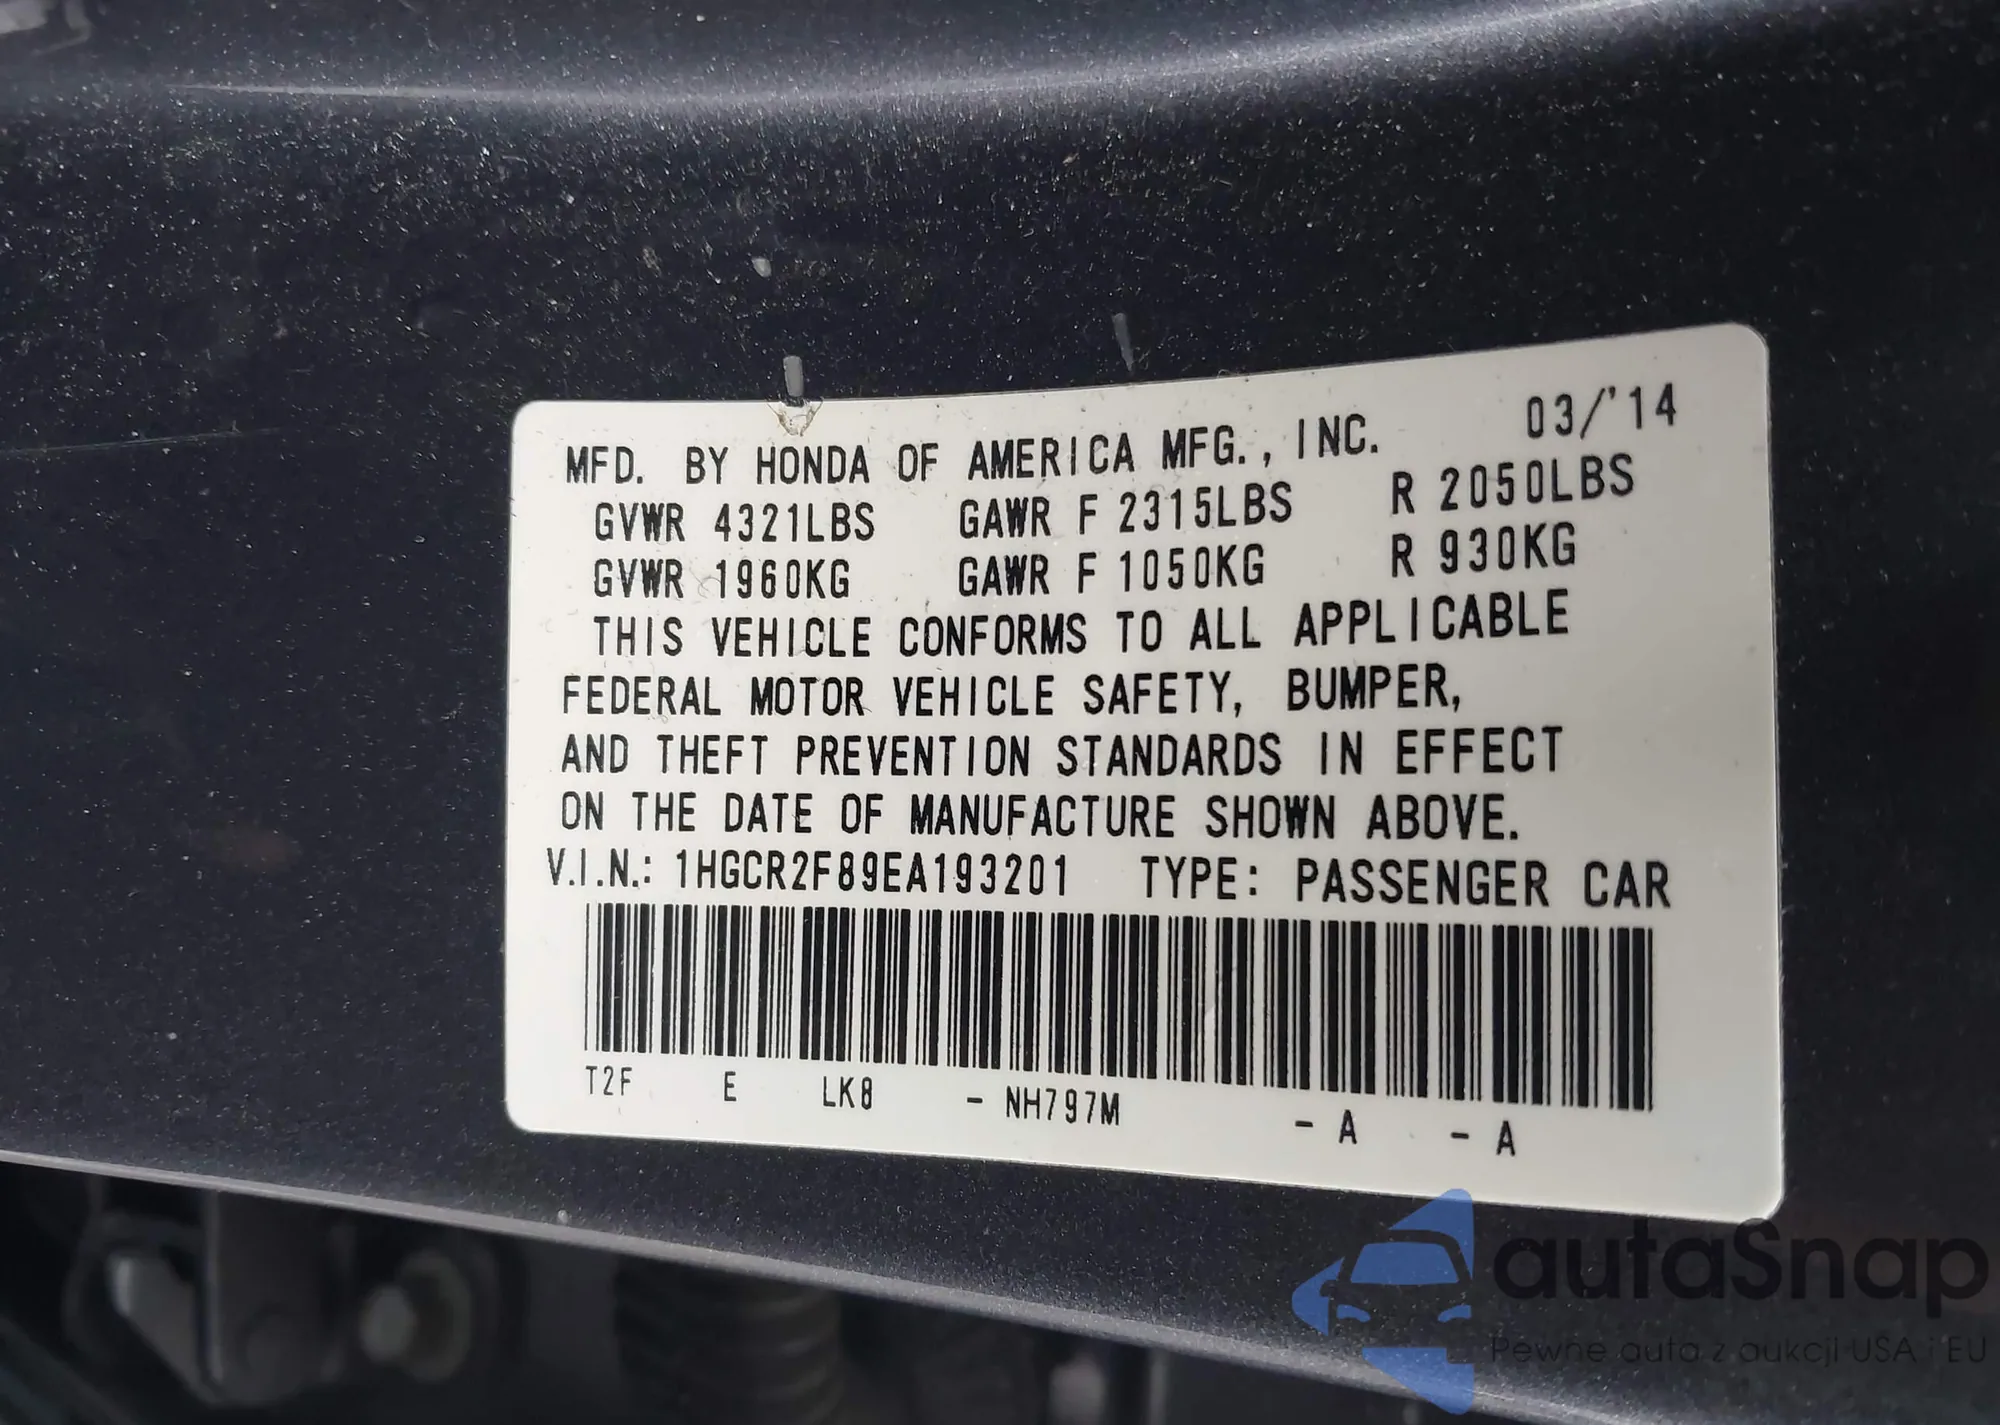 MFD. BY HONDA OF AMERICA MFG., INC. 03/'14
GVWR 4321LBS GAWR F 2315LBS R 2050LBS
GVWR 1960KG GAWR F 1050KG R 930KG
THIS VEHICLE CONFORMS TO ALL APPLICABLE
FEDERAL MOTOR VEHICLE SAFETY, BUMPER,
AND THEFT PREVENTION STANDARDS IN EFFECT
ON THE DATE OF MANUFACTURE SHOWN ABOVE.
V.I.N.: 1HGCR2F89EA193201 TYPE: PASSENGER CAR
T2F E LK8 - NH797M - A - A
autaSnap
Pewne auta z aukcji USA i EU